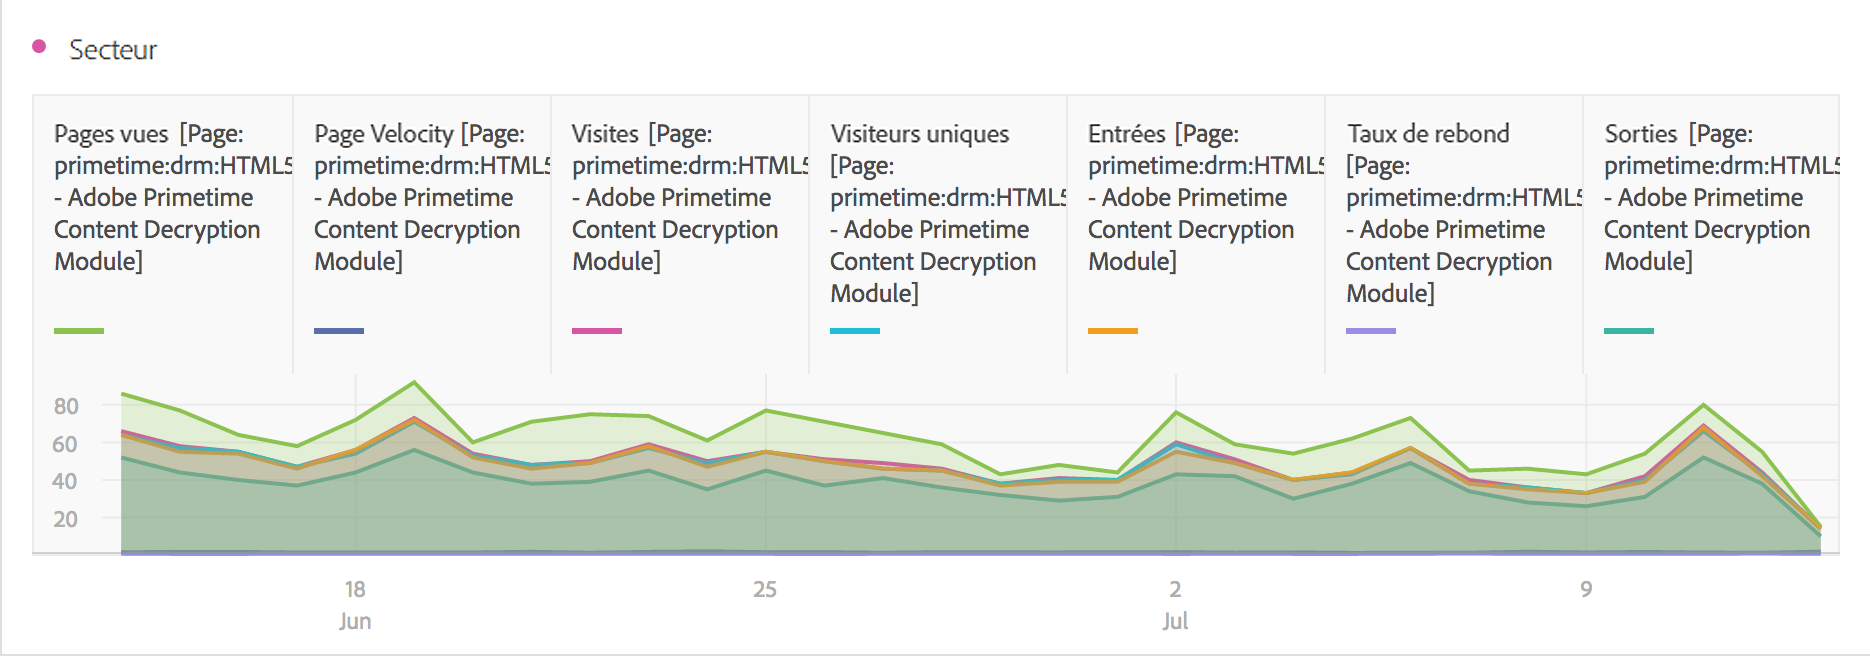 Secteur
Pages vues [Page:
primetime:drm:HTML5
- Adobe Primetime
Content Decryption
Module]
Page Velocity [Page:
primetime:drm:HTML5
- Adobe Primetime
Content Decryption
Module]
Visites [Page:
primetime:drm:HTML5
- Adobe Primetime
Content Decryption
Module]
Visiteurs uniques
[Page:
primetime:drm:HTML5
- Adobe Primetime
Content Decryption
Module]
Entrées [Page:
primetime:drm:HTML5
- Adobe Primetime
Content Decryption
Module]
Taux de rebond
[Page:
primetime:drm:HTML5
- Adobe Primetime
Content Decryption
Module]
Sorties [Page:
primetime:drm:HTML5
- Adobe Primetime
Content Decryption
Module]
80
60
40
20
18
Jun
25
2
Jul
9